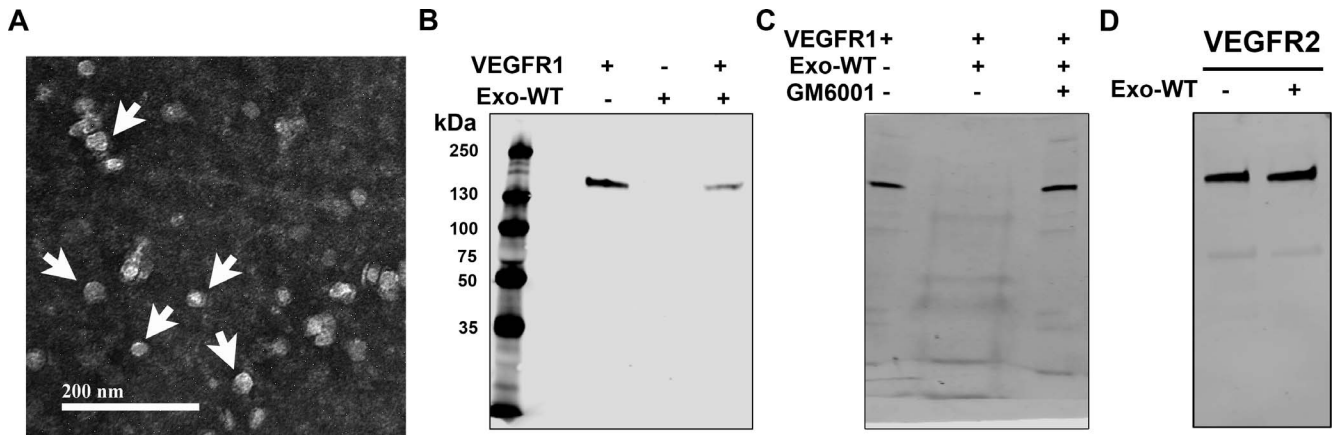 A
200 nm
B
VEGFR1 + - +
Exo-WT - + +
kDa
250
130
100
75
50
35
C
VEGFR1 + + +
Exo-WT - + +
GM6001 - - +
D
VEGFR2
Exo-WT - +